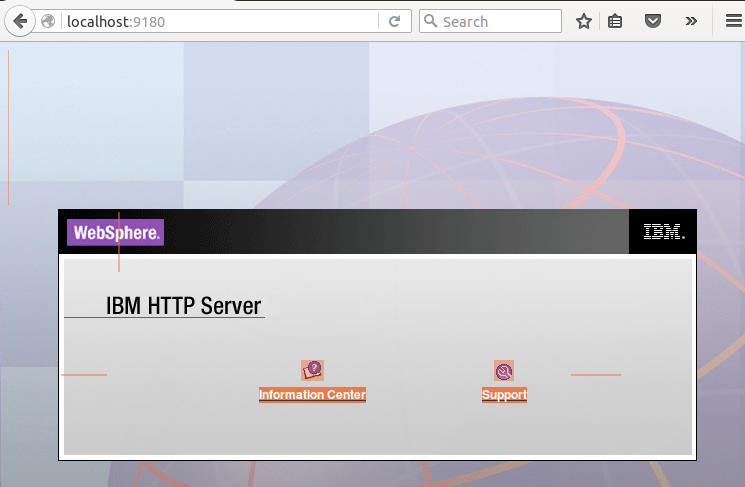 localhost:9180
Search
WebSphere.
IBM.
IBM HTTP Server
Information Center
Support